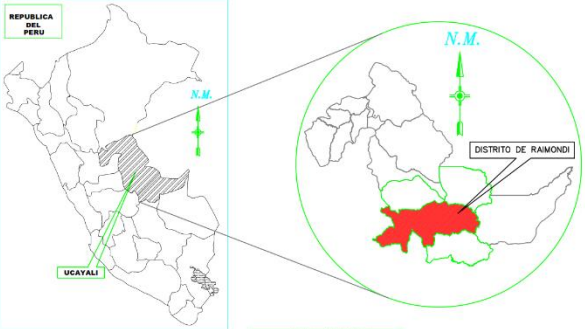 REPUBLICA
DEL
PERU
N.M.
UCAYALI
N.M.
DISTRITO DE RAIMONDI